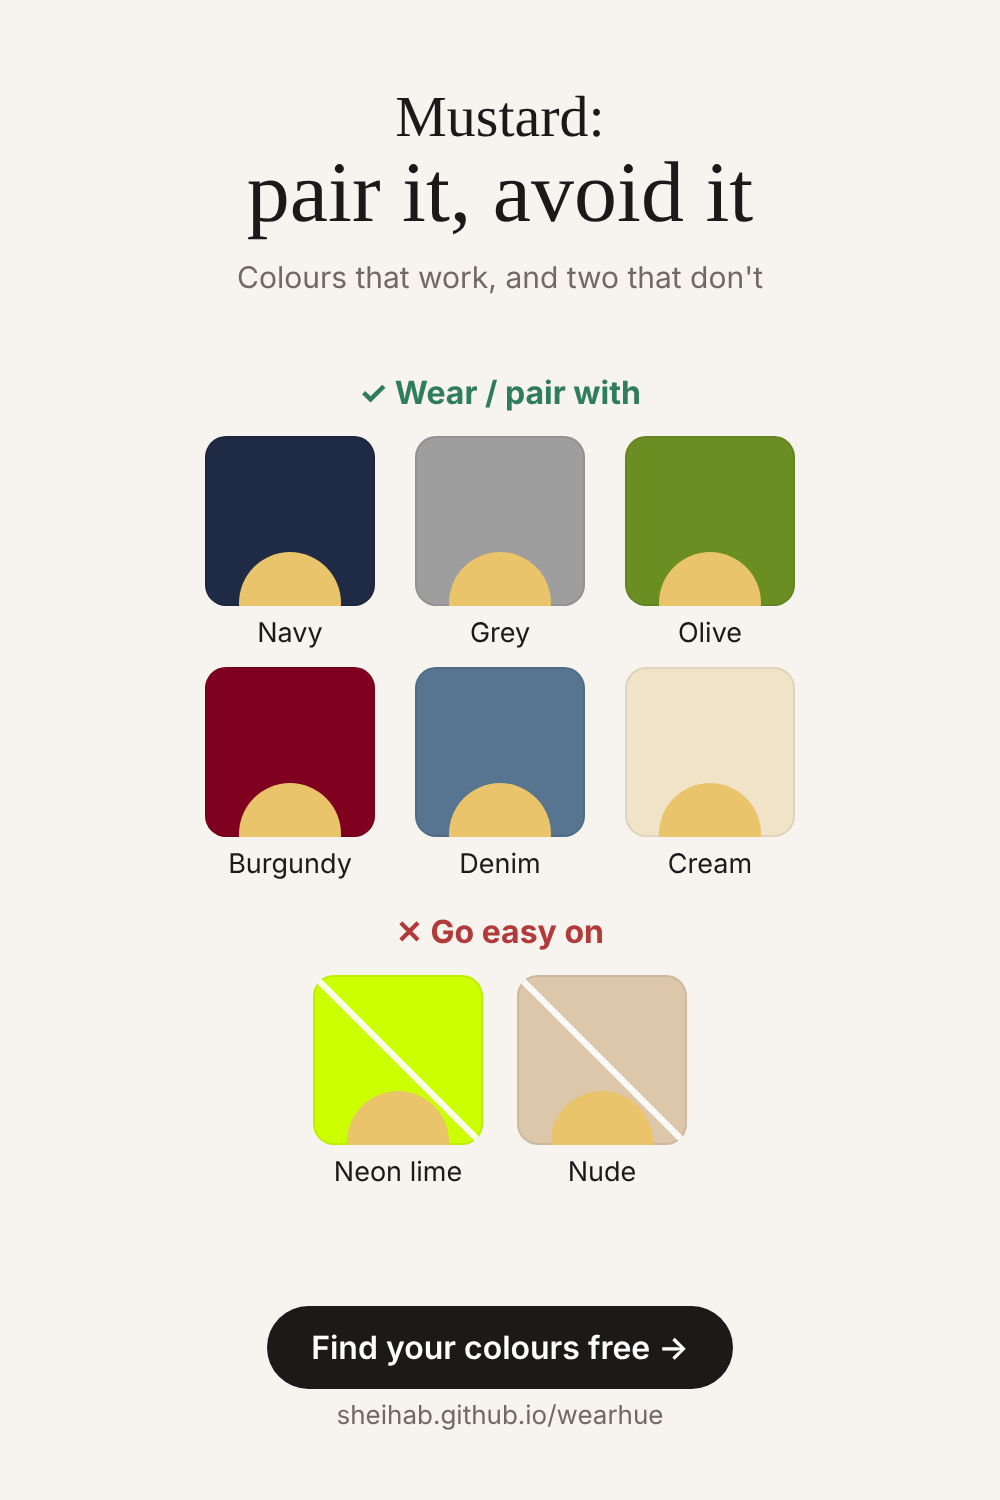 Mustard:
pair it, avoid it
Colours that work, and two that don't
✓ Wear / pair with
Navy
Grey
Olive
Burgundy
Denim
Cream
✕ Go easy on
Neon lime
Nude
Find your colours free →
sheihab.github.io/wearhue